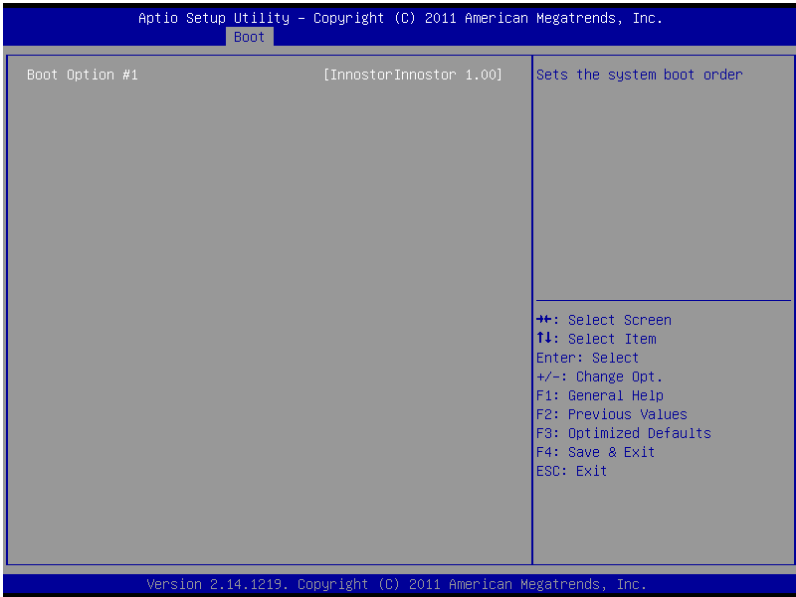 Aptio Setup Utility – Copyright (C) 2011 American Megatrends, Inc.
Boot
Boot Option #1 [InnostorInnostor 1.00]
Sets the system boot order
→←: Select Screen
↑↓: Select Item
Enter: Select
+/-: Change Opt.
F1: General Help
F2: Previous Values
F3: Optimized Defaults
F4: Save & Exit
ESC: Exit
Version 2.14.1219. Copyright (C) 2011 American Megatrends, Inc.